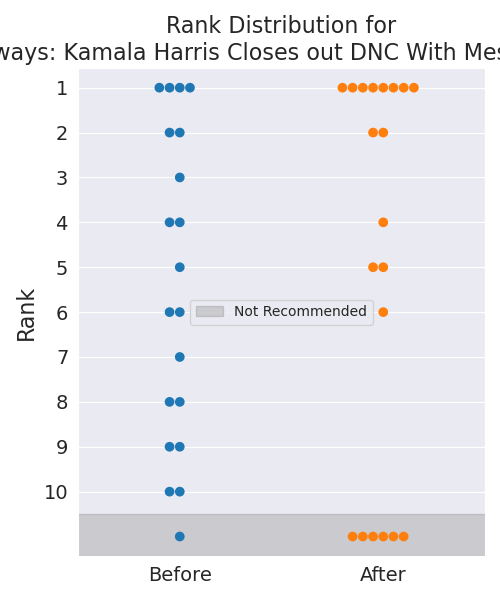 Rank Distribution for
ways: Kamala Harris Closes out DNC With
1
2
3
4
5
6
7
8
9
10
Rank
Not Recommended
Before
After